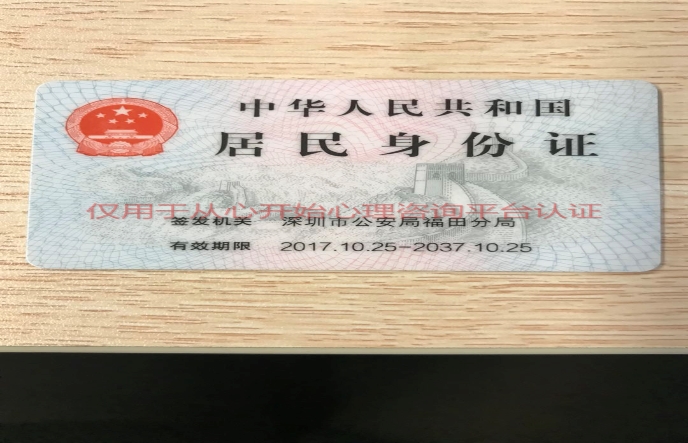 中华人民共和国
居民身份证
仅用于从心开始心理咨询平台认证
签发机关 深圳市公安局福田分局
有效期限 2017.10.25-2037.10.25